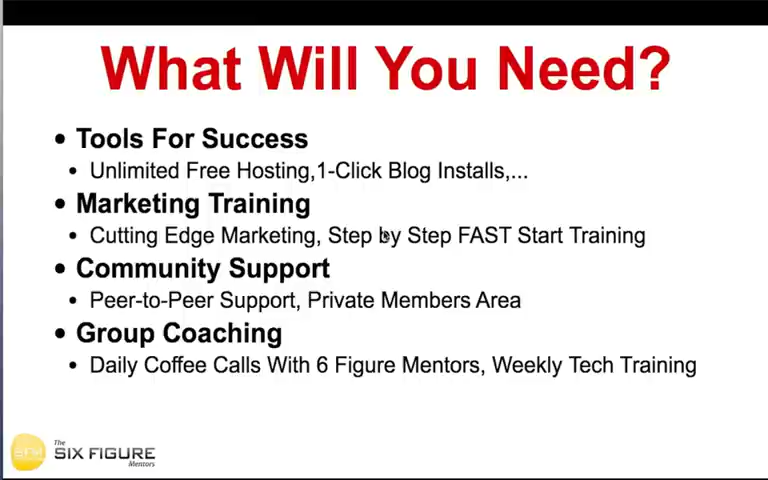 What Will You Need?
• Tools For Success
• Unlimited Free Hosting,1-Click Blog Installs,...
• Marketing Training
• Cutting Edge Marketing, Step by Step FAST Start Training
• Community Support
• Peer-to-Peer Support, Private Members Area
• Group Coaching
• Daily Coffee Calls With 6 Figure Mentors, Weekly Tech Training
SFM
The
SIX FIGURE
Mentors